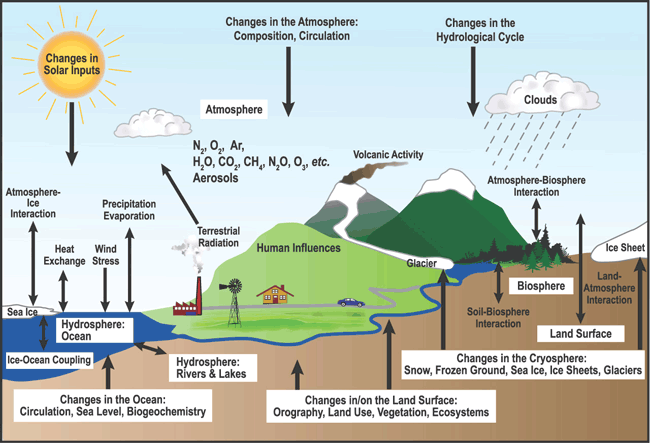 Changes in
Solar Inputs
Changes in the Atmosphere:
Composition, Circulation
Changes in the
Hydrological Cycle
Clouds
Atmosphere
N₂, O₂, Ar,
H₂O, CO₂, CH₄, N₂O, O₃, etc.
Aerosols
Volcanic Activity
Atmosphere-Biosphere
Interaction
Atmosphere-
Ice
Interaction
Precipitation
Evaporation
Terrestrial
Radiation
Heat
Exchange
Wind
Stress
Human Influences
Glacier
Ice Sheet
Biosphere
Land-
Atmosphere
Interaction
Sea Ice
Hydrosphere:
Ocean
Soil-Biosphere
Interaction
Land Surface
Ice-Ocean Coupling
Hydrosphere:
Rivers & Lakes
Changes in the Cryosphere:
Snow, Frozen Ground, Sea Ice, Ice Sheets, Glaciers
Changes in the Ocean:
Circulation, Sea Level, Biogeochemistry
Changes in/on the Land Surface:
Orography, Land Use, Vegetation, Ecosystems